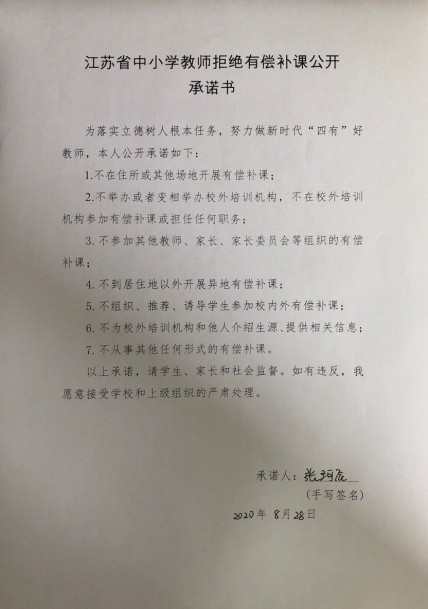 江苏省中小学教师拒绝有偿补课公开
承诺书
为落实立德树人根本任务，努力做新时代“四有”好
教师，本人公开承诺如下：
1.不在住所或其他场地开展有偿补课；
2.不举办或者变相举办校外培训机构，不在校外培训
机构参加有偿补课或担任任何职务；
3. 不参加其他教师、家长、家长委员会等组织的有偿
补课；
4. 不到居住地以外开展异地有偿补课；
5. 不组织、推荐、诱导学生参加校内外有偿补课；
6. 不为校外培训机构和他人介绍生源、提供相关信息；
7. 不从事其他任何形式的有偿补课。
以上承诺，请学生、家长和社会监督。如有违反，我
愿意接受学校和上级组织的严肃处理。
承诺人：张
(手写签名)
2020年 8月28日